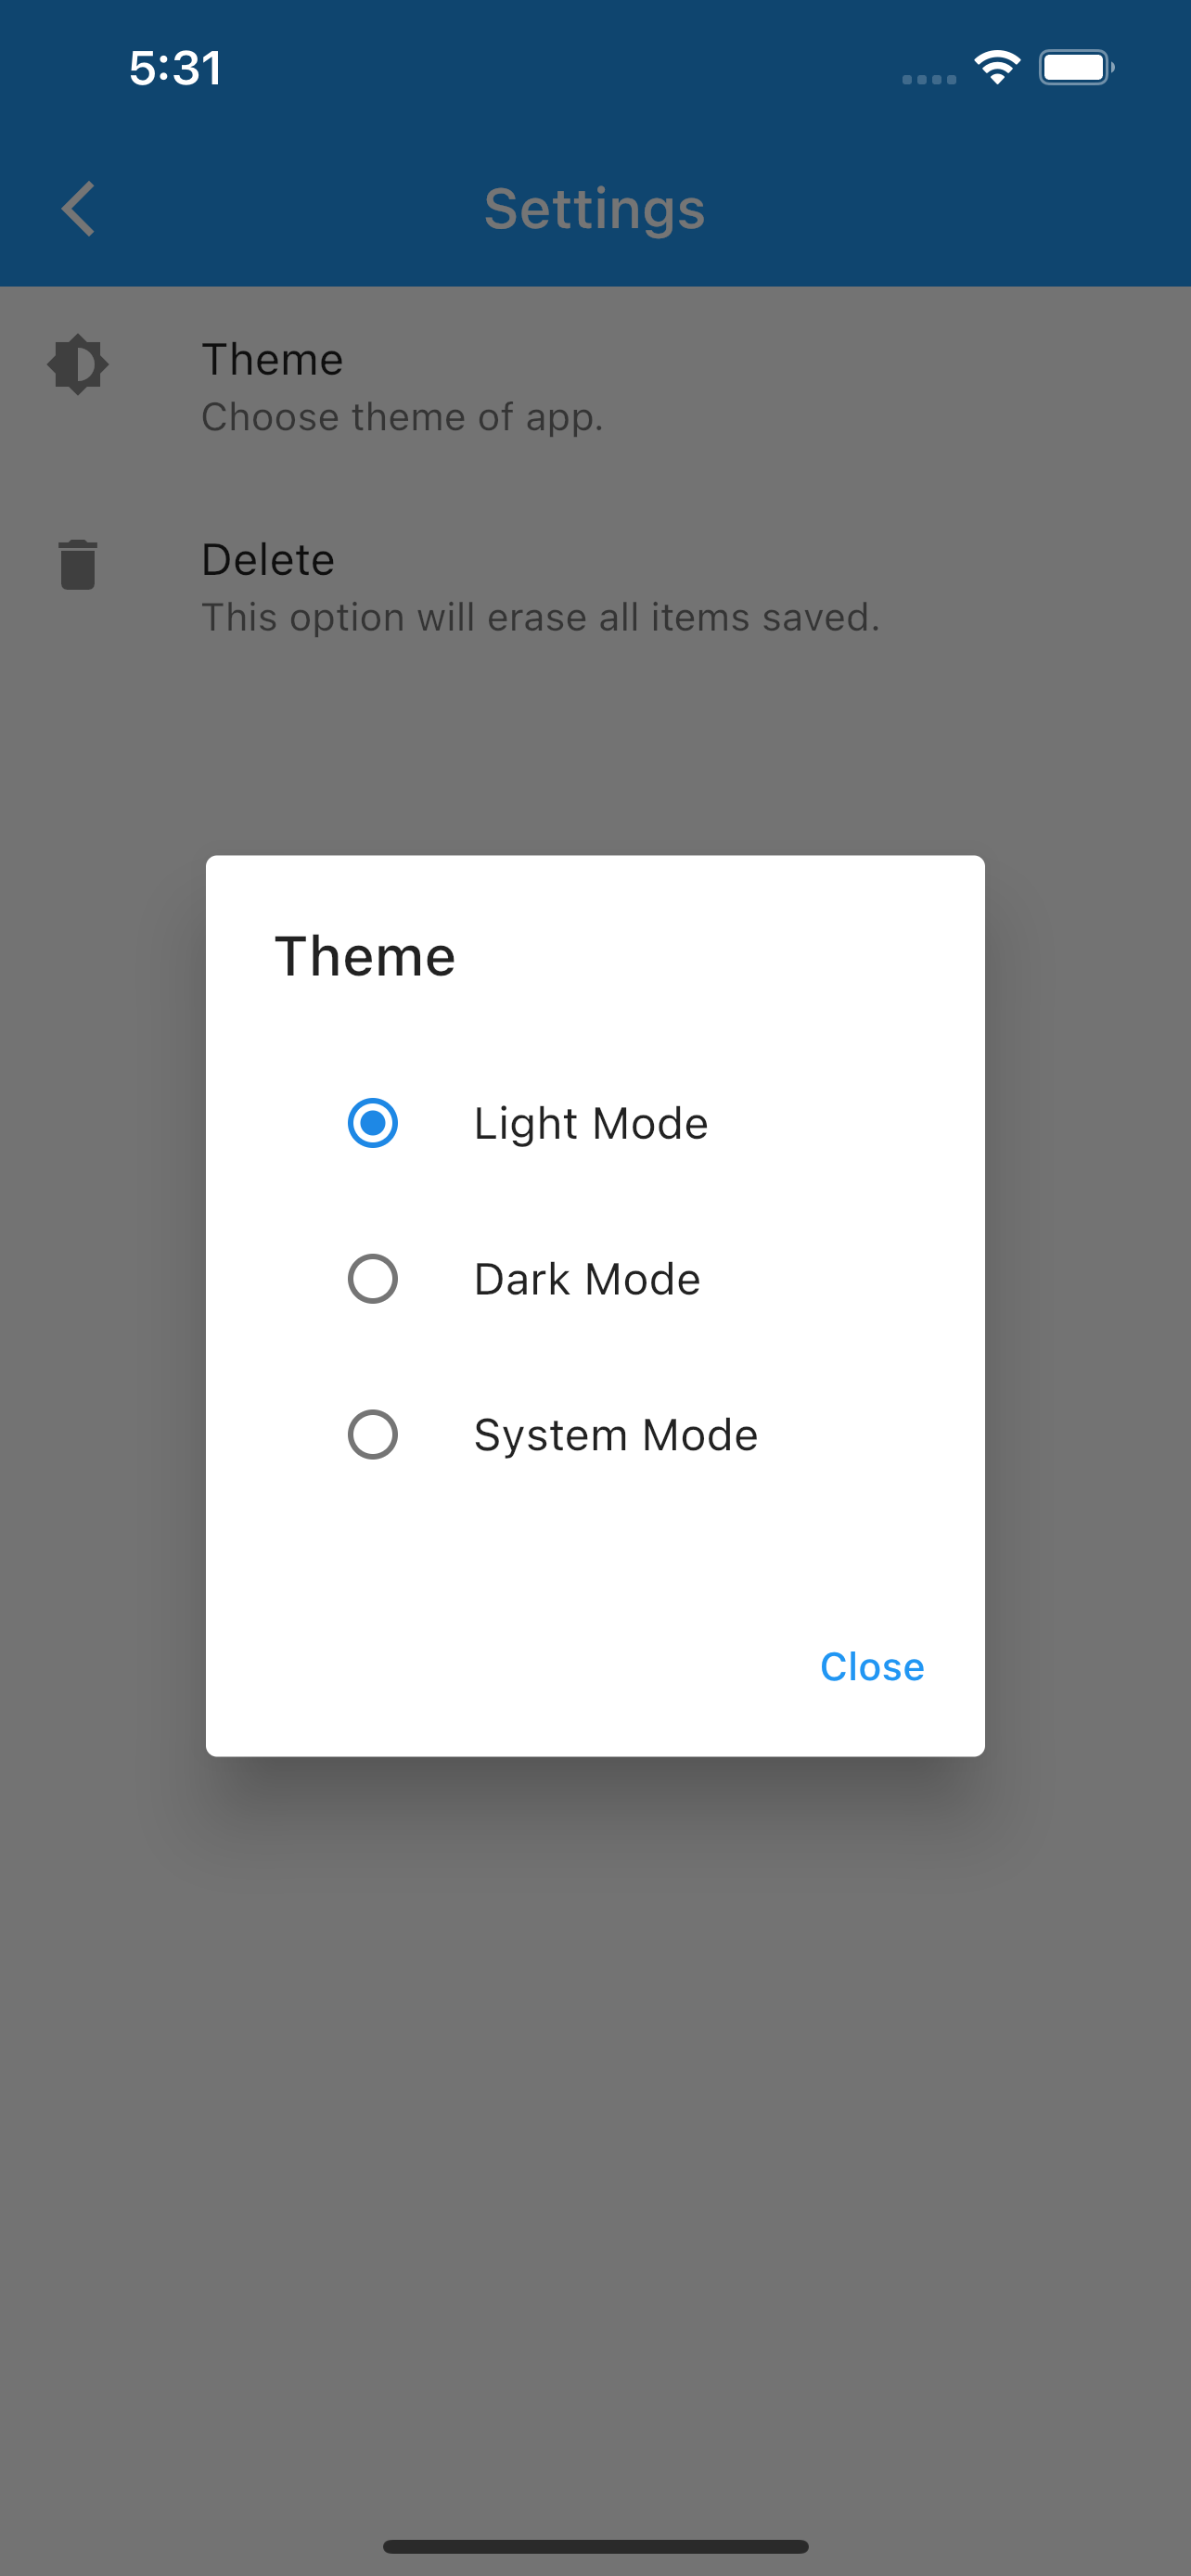 5:31
Settings
Theme
Choose theme of app.
Delete
This option will erase all items saved.
Theme
Light Mode
Dark Mode
System Mode
Close